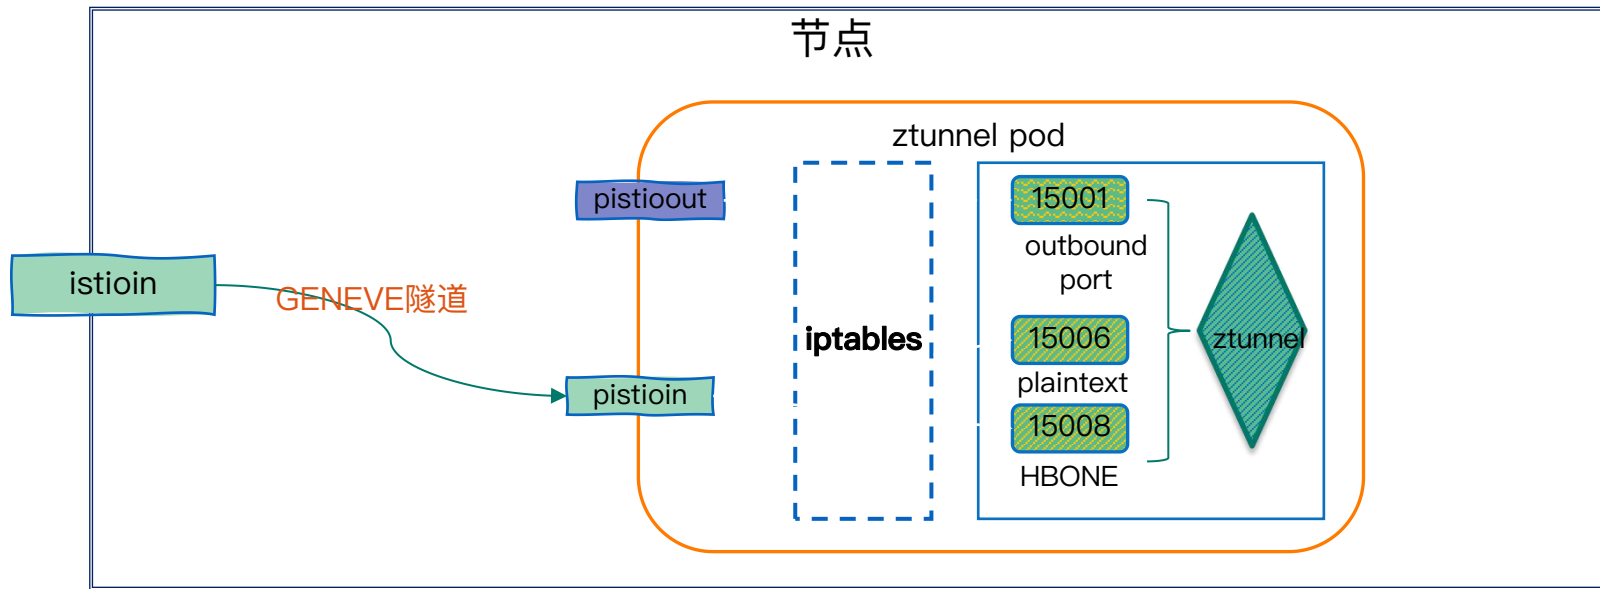 节点
ztunnel pod
pistioout
15001
outbound
port
istioin
GENEVE隧道
iptables
15006
ztunnel
plaintext
pistioin
15008
HBONE